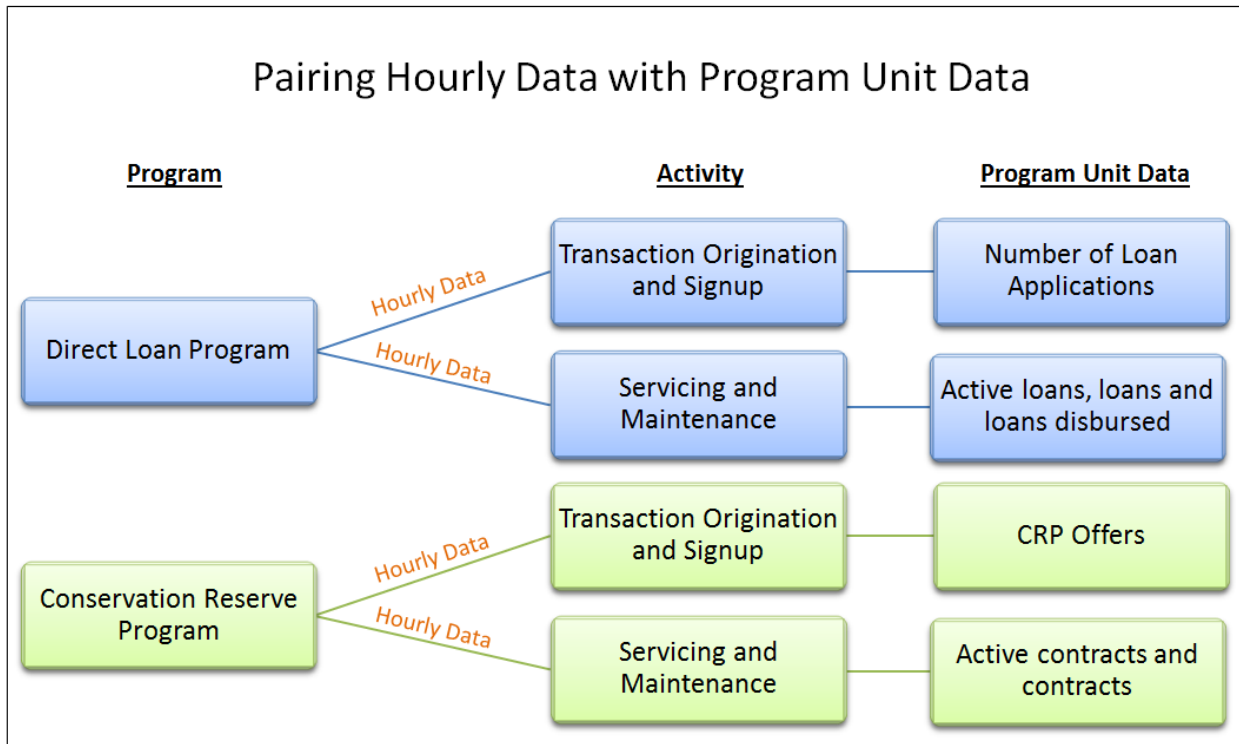 Pairing Hourly Data with Program Unit Data
Program
Activity
Program Unit Data
Direct Loan Program
Hourly Data
Hourly Data
Transaction Origination
and Signup
Number of Loan
Applications
Servicing and
Maintenance
Active loans, loans and
loans disbursed
Conservation Reserve
Program
Hourly Data
Hourly Data
Transaction Origination
and Signup
CRP Offers
Servicing and
Maintenance
Active contracts and
contracts